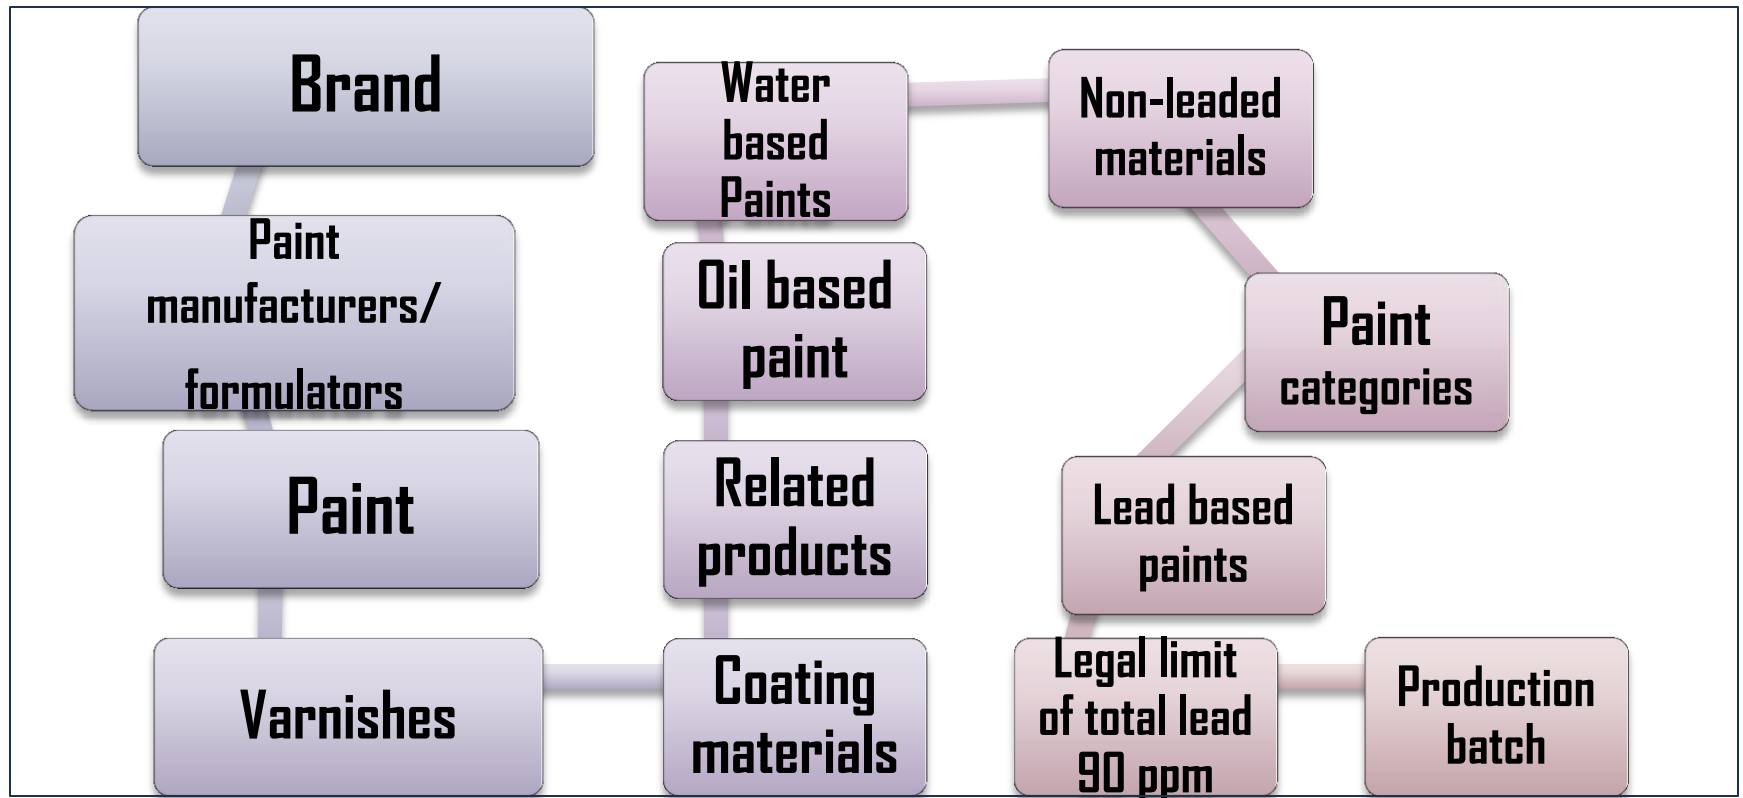 Brand
Paint
manufacturers/
formulators
Paint
Varnishes
Coating
materials
Related
products
Oil based
paint
Water
based
Paints
Non-leaded
materials
Paint
categories
Lead based
paints
Legal limit
of total lead
90 ppm
Production
batch